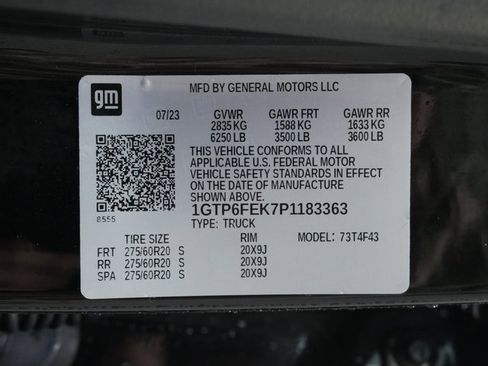 gm
MFD BY GENERAL MOTORS LLC
07/23 GVWR GAWR FRT GAWR RR
2835 KG 1588 KG 1633 KG
6250 LB 3500 LB 3600 LB
THIS VEHICLE CONFORMS TO ALL
APPLICABLE U.S. FEDERAL MOTOR
VEHICLE SAFETY STANDARDS IN EFFECT
ON THE DATE OF MANUFACTURE
SHOWN ABOVE.
8555 1GTP6FEK7P1183363
TYPE: TRUCK
TIRE SIZE RIM MODEL: 73T4F43
FRT 275/60R20 S 20X9J
RR 275/60R20 S 20X9J
SPA 275/60R20 S 20X9J